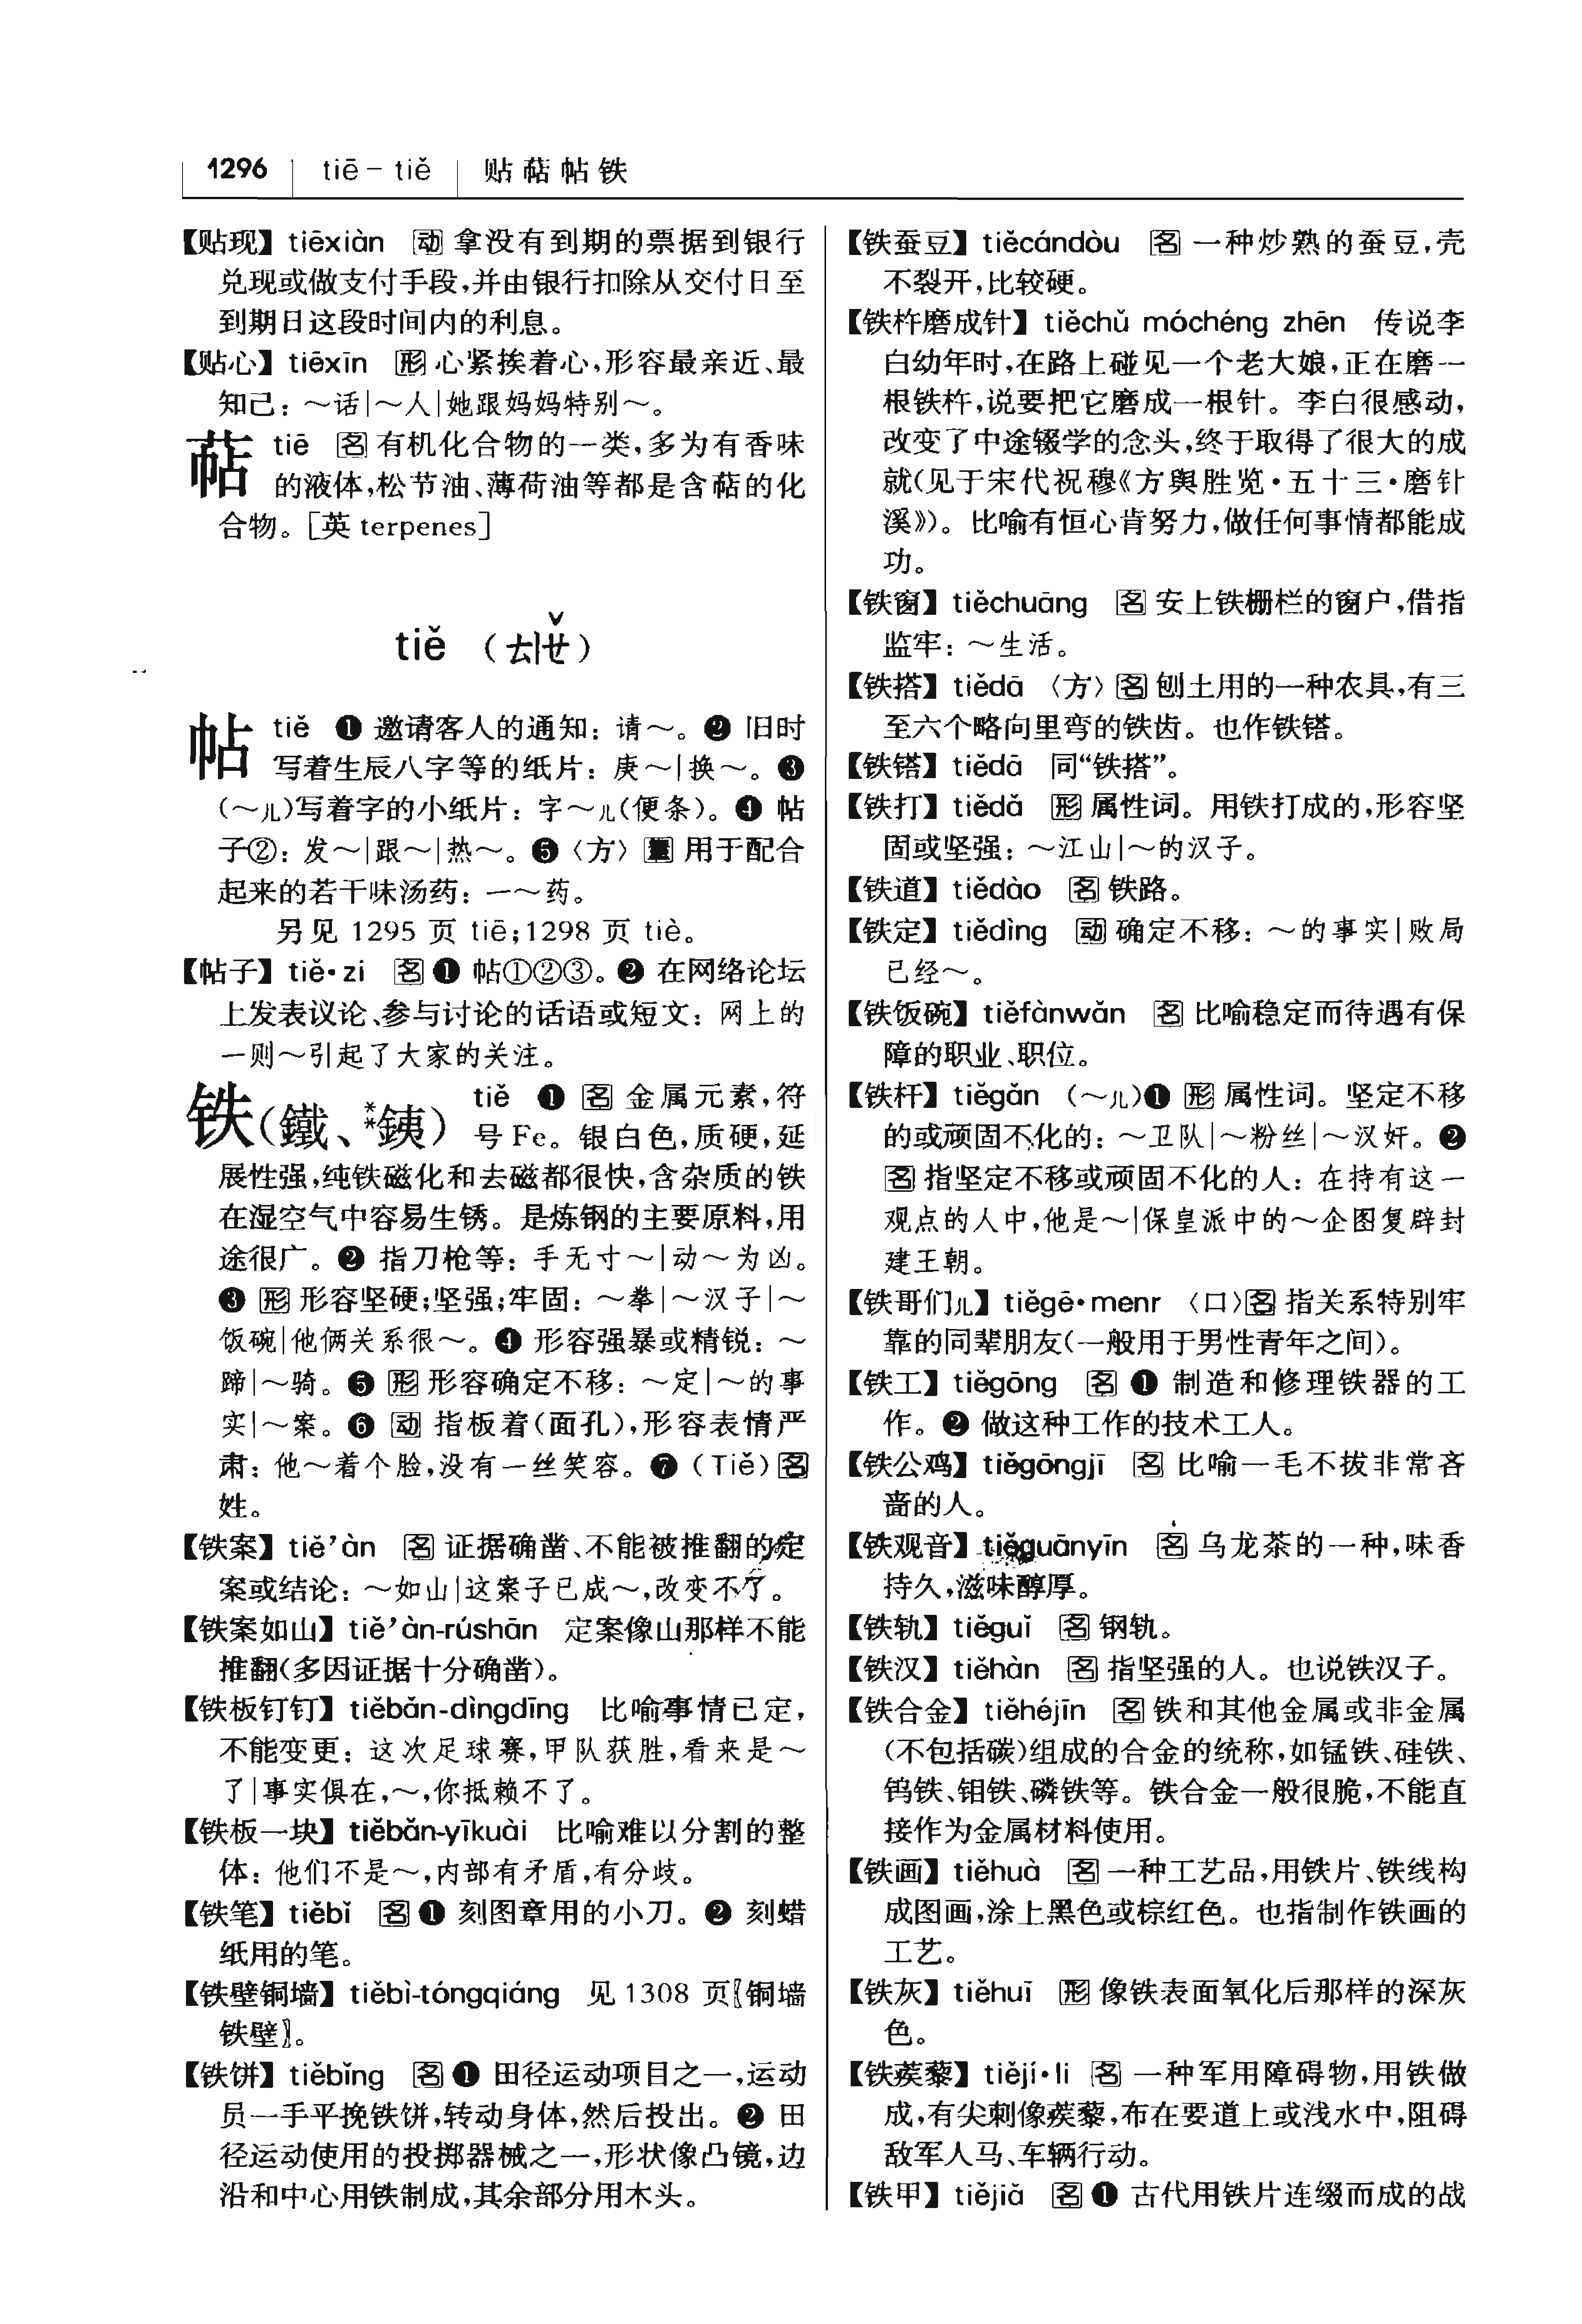 1296 tiē－tiě 贴萜帖铁
【贴现】 tiēxiàn 动 拿没有到期的票据到银行
兑现或做支付手段,并由银行扣除从交付日至
到期日这段时间内的利息。
【贴心】 tiēxīn 形 心紧挨着心,形容最亲近、最
知己：～话|～人|她跟妈妈特别～。
萜 tiē 名 有机化合物的一类,多为有香味
的液体,松节油、薄荷油等都是含萜的化
合物。[英 terpenes]
tiě （ㄊㄧㄝˇ）
帖 tiě ❶ 邀请客人的通知：请～。❷ 旧时
写着生辰八字等的纸片：庚～|换～。❸
(～儿)写着字的小纸片：字～儿(便条)。❹ 帖
子②：发～|跟～|热～。❺〈方〉量 用于配合
起来的若干味汤药：一～药。
另见 1295 页 tiē;1298 页 tiè。
【帖子】 tiě·zi 名 ❶ 帖①②③。❷ 在网络论坛
上发表议论、参与讨论的话语或短文：网上的
一则～引起了大家的关注。
铁(鐵、**銕) tiě ❶ 名 金属元素,符
号 Fe。银白色,质硬,延
展性强,纯铁磁化和去磁都很快,含杂质的铁
在湿空气中容易生锈。是炼钢的主要原料,用
途很广。❷ 指刀枪等：手无寸～|动～为凶。
❸ 形 形容坚硬;坚强;牢固：～拳|～汉子|～
饭碗|他俩关系很～。❹ 形容强暴或精锐：～
蹄|～骑。❺ 形 形容确定不移：～定|～的事
实|～案。❻ 动 指板着(面孔),形容表情严
肃：他～着个脸,没有一丝笑容。❼ (Tiě) 名
姓。
【铁案】 tiě’àn 名 证据确凿、不能被推翻的定
案或结论：～如山|这案子已成～,改变不了。
【铁案如山】 tiě’àn-rúshān 定案像山那样不能
推翻(多因证据十分确凿)。
【铁板钉钉】 tiěbǎn-dìngdīng 比喻事情已定,
不能变更：这次足球赛,甲队获胜,看来是～
了|事实俱在,～,你抵赖不了。
【铁板一块】 tiěbǎn-yīkuài 比喻难以分割的整
体：他们不是～,内部有矛盾,有分歧。
【铁笔】 tiěbǐ 名 ❶ 刻图章用的小刀。❷ 刻蜡
纸用的笔。
【铁壁铜墙】 tiěbì-tóngqiáng 见 1308 页〖铜墙
铁壁〗。
【铁饼】 tiěbǐng 名 ❶ 田径运动项目之一,运动
员一手平挽铁饼,转动身体,然后投出。❷ 田
径运动使用的投掷器械之一,形状像凸镜,边
沿和中心用铁制成,其余部分用木头。
【铁蚕豆】 tiěcándòu 名 一种炒熟的蚕豆,壳
不裂开,比较硬。
【铁杵磨成针】 tiěchǔ móchéng zhēn 传说李
白幼年时,在路上碰见一个老大娘,正在磨一
根铁杵,说要把它磨成一根针。李白很感动,
改变了中途辍学的念头,终于取得了很大的成
就(见于宋代祝穆《方舆胜览·五十三·磨针
溪》)。比喻有恒心肯努力,做任何事情都能成
功。
【铁窗】 tiěchuāng 名 安上铁栅栏的窗户,借指
监牢：～生活。
【铁搭】 tiědā 〈方〉名 刨土用的一种农具,有三
至六个略向里弯的铁齿。也作铁锗。
【铁锗】 tiědā 同“铁搭”。
【铁打】 tiědǎ 形 属性词。用铁打成的,形容坚
固或坚强：～江山|～的汉子。
【铁道】 tiědào 名 铁路。
【铁定】 tiědìng 动 确定不移：～的事实|败局
已经～。
【铁饭碗】 tiěfànwǎn 名 比喻稳定而待遇有保
障的职业、职位。
【铁杆】 tiěgǎn (～儿)❶ 形 属性词。坚定不移
的或顽固不化的：～卫队|～粉丝|～汉奸。❷
名 指坚定不移或顽固不化的人：在持有这一
观点的人中,他是～|保皇派中的～企图复辟封
建王朝。
【铁哥们儿】 tiěgē·menr 〈口〉名 指关系特别牢
靠的同辈朋友(一般用于男性青年之间)。
【铁工】 tiěgōng 名 ❶ 制造和修理铁器的工
作。❷ 做这种工作的技术工人。
【铁公鸡】 tiěgōngjī 名 比喻一毛不拔非常吝
啬的人。
【铁观音】 tiěguānyīn 名 乌龙茶的一种,味香
持久,滋味醇厚。
【铁轨】 tiěguǐ 名 钢轨。
【铁汉】 tiěhàn 名 指坚强的人。也说铁汉子。
【铁合金】 tiěhéjīn 名 铁和其他金属或非金属
(不包括碳)组成的合金的统称,如锰铁、硅铁、
钨铁、钼铁、磷铁等。铁合金一般很脆,不能直
接作为金属材料使用。
【铁画】 tiěhuà 名 一种工艺品,用铁片、铁线构
成图画,涂上黑色或棕红色。也指制作铁画的
工艺。
【铁灰】 tiěhuī 形 像铁表面氧化后那样的深灰
色。
【铁蒺藜】 tiějí·li 名 一种军用障碍物,用铁做
成,有尖刺像蒺藜,布在要道上或浅水中,阻碍
敌军人马、车辆行动。
【铁甲】 tiějiǎ 名 ❶ 古代用铁片连缀而成的战